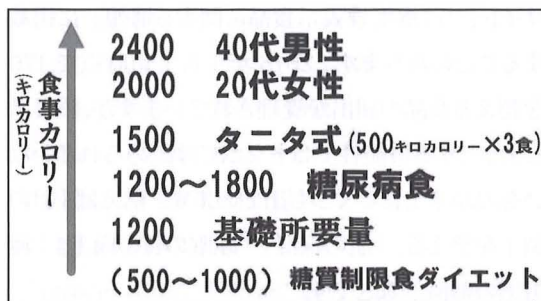 食事カロリー
(キロカロリー)
2400 40代男性
2000 20代女性
1500 タニタ式(500キロカロリー×3食)
1200〜1800 糖尿病食
1200 基礎所要量
(500〜1000) 糖質制限食ダイエット